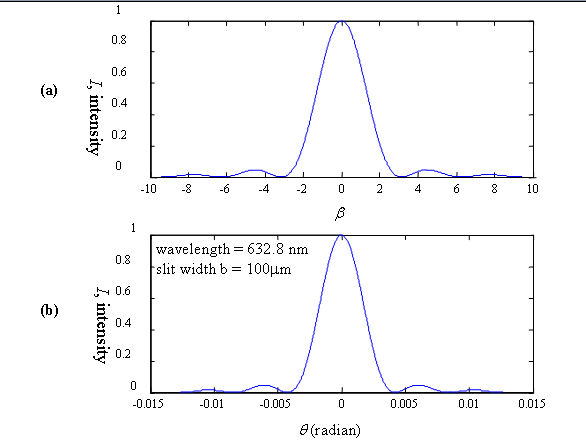 (a)
I, intensity
1
0.8
0.6
0.4
0.2
0
-10 -8 -6 -4 -2 0 2 4 6 8 10
β
(b)
I, intensity
1
0.8
0.6
0.4
0.2
0
wavelength = 632.8 nm
slit width b = 100μm
-0.015 -0.01 -0.005 0 0.005 0.01 0.015
θ (radian)